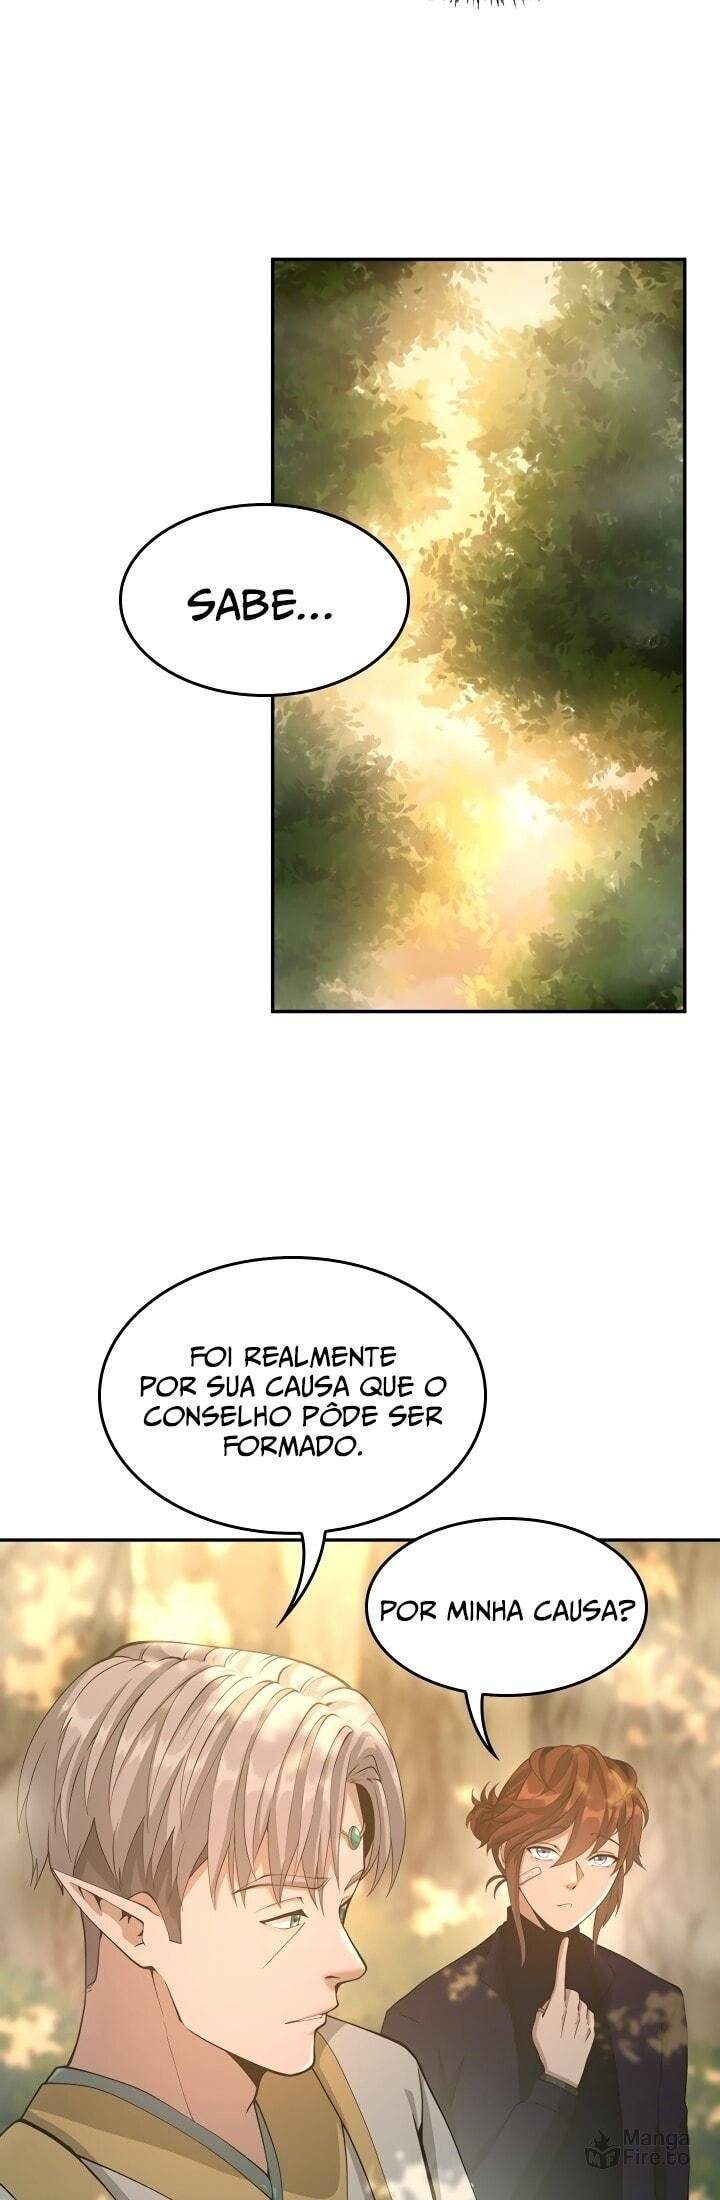 SABE...
FOI REALMENTE
POR SUA CAUSA QUE O
CONSELHO PÔDE SER
FORMADO.
POR MINHA CAUSA?
Manga
Fire.to